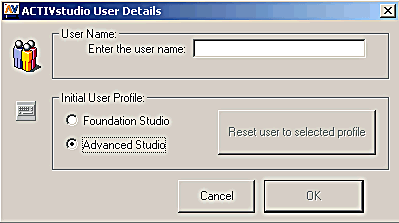 ACTIVstudio User Details
User Name:
Enter the user name:
Initial User Profile:
Foundation Studio
Advanced Studio
Reset user to selected profile
Cancel
OK